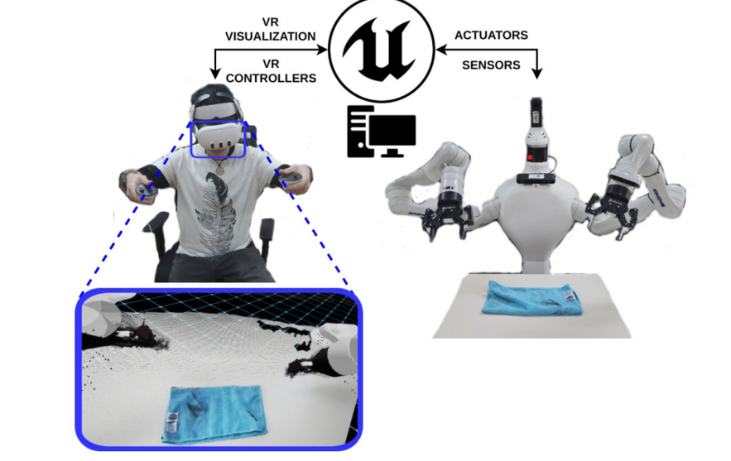 VR
VISUALIZATION
VR
CONTROLLERS
ACTUATORS
SENSORS